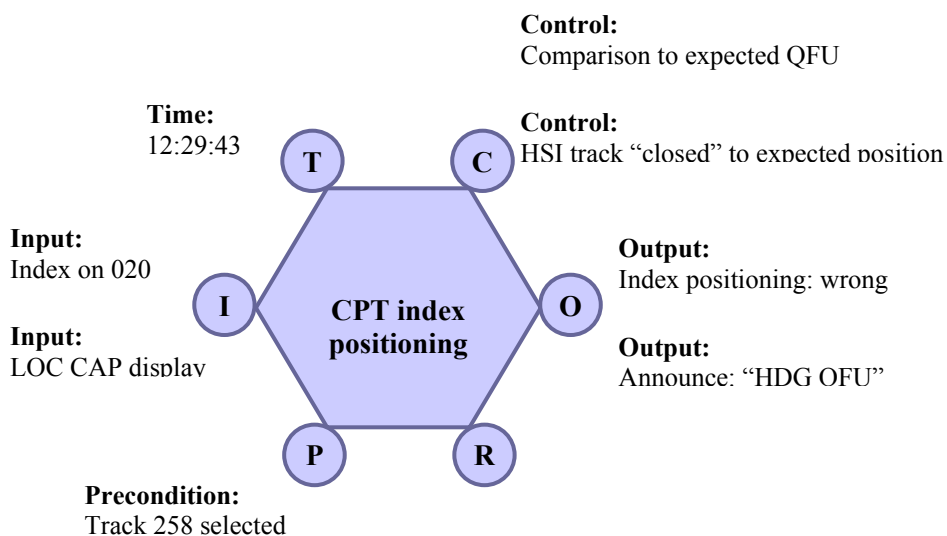 Control:
Comparison to expected QFU
Time:
12:29:43
Control:
HSI track “closed” to expected position
T
C
Input:
Index on 020
Output:
Index positioning: wrong
I
CPT index
positioning
O
Input:
LOC CAP display
Output:
Announce: “HDG QFU”
P
R
Precondition:
Track 258 selected